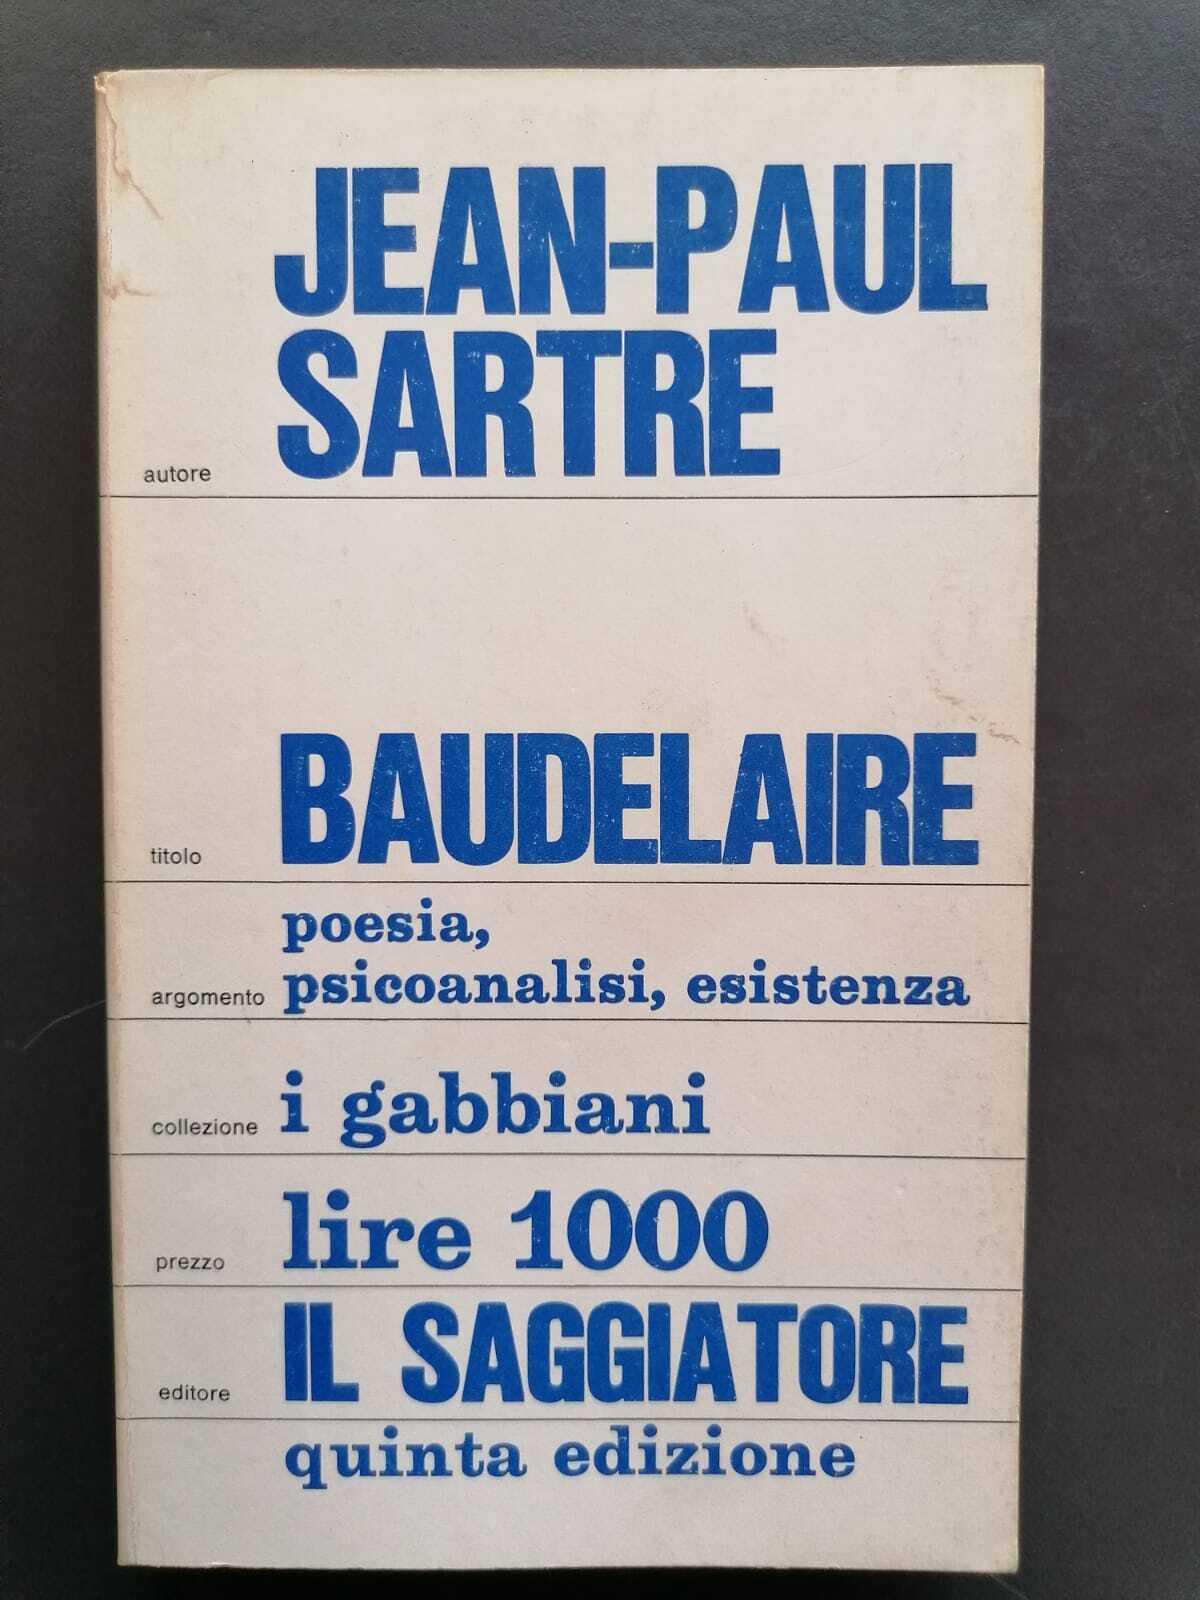 JEAN-PAUL
SARTRE
autore
BAUDELAIRE
titolo
poesia,
psicoanalisi, esistenza
argomento
i gabbiani
collezione
lire 1000
prezzo
IL SAGGIATORE
editore
quinta edizione